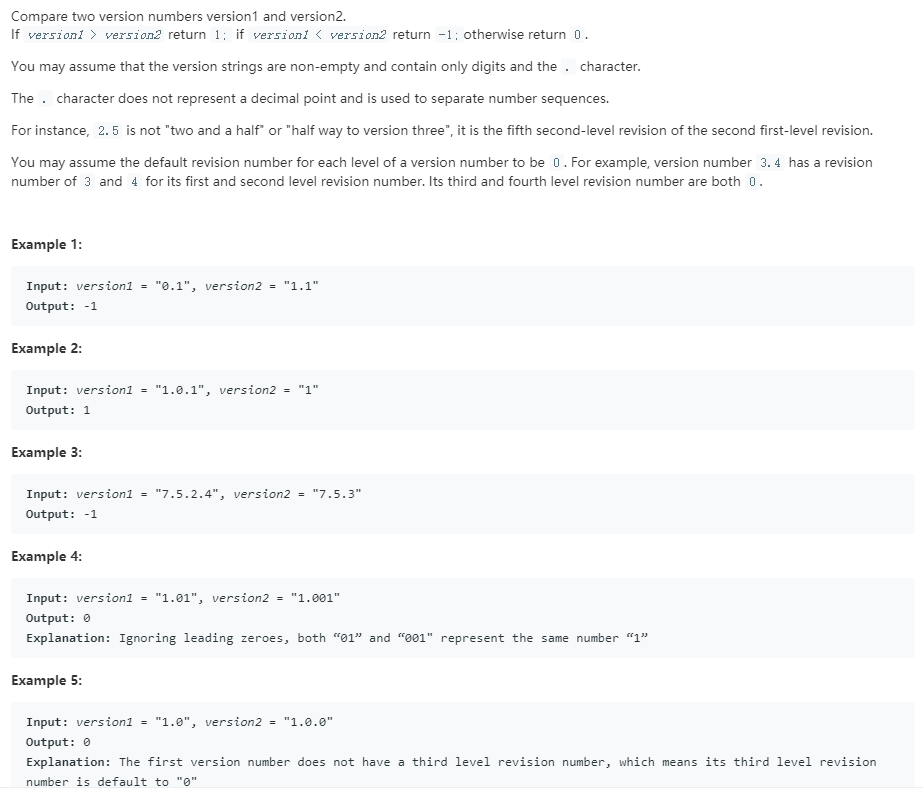 Compare two version numbers version1 and version2.
If version1 > version2 return 1; if version1 < version2 return -1; otherwise return 0.
You may assume that the version strings are non-empty and contain only digits and the . character.
The . character does not represent a decimal point and is used to separate number sequences.
For instance, 2.5 is not "two and a half" or "half way to version three", it is the fifth second-level revision of the second first-level revision.
You may assume the default revision number for each level of a version number to be 0. For example, version number 3.4 has a revision
number of 3 and 4 for its first and second level revision number. Its third and fourth level revision number are both 0.
Example 1:
Input: version1 = "0.1", version2 = "1.1"
Output: -1
Example 2:
Input: version1 = "1.0.1", version2 = "1"
Output: 1
Example 3:
Input: version1 = "7.5.2.4", version2 = "7.5.3"
Output: -1
Example 4:
Input: version1 = "1.01", version2 = "1.001"
Output: 0
Explanation: Ignoring leading zeroes, both “01” and “001" represent the same number “1”
Example 5:
Input: version1 = "1.0", version2 = "1.0.0"
Output: 0
Explanation: The first version number does not have a third level revision number, which means its third level revision
number is default to "0"